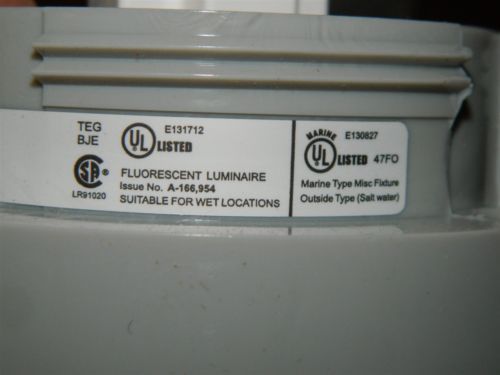 TEG
BJE
E131712
UL LISTED
SA
LR91020
FLUORESCENT LUMINAIRE
Issue No. A-166,954
SUITABLE FOR WET LOCATIONS
MARINE
E130827
UL LISTED 47FO
Marine Type Misc Fixture
Outside Type (Salt water)